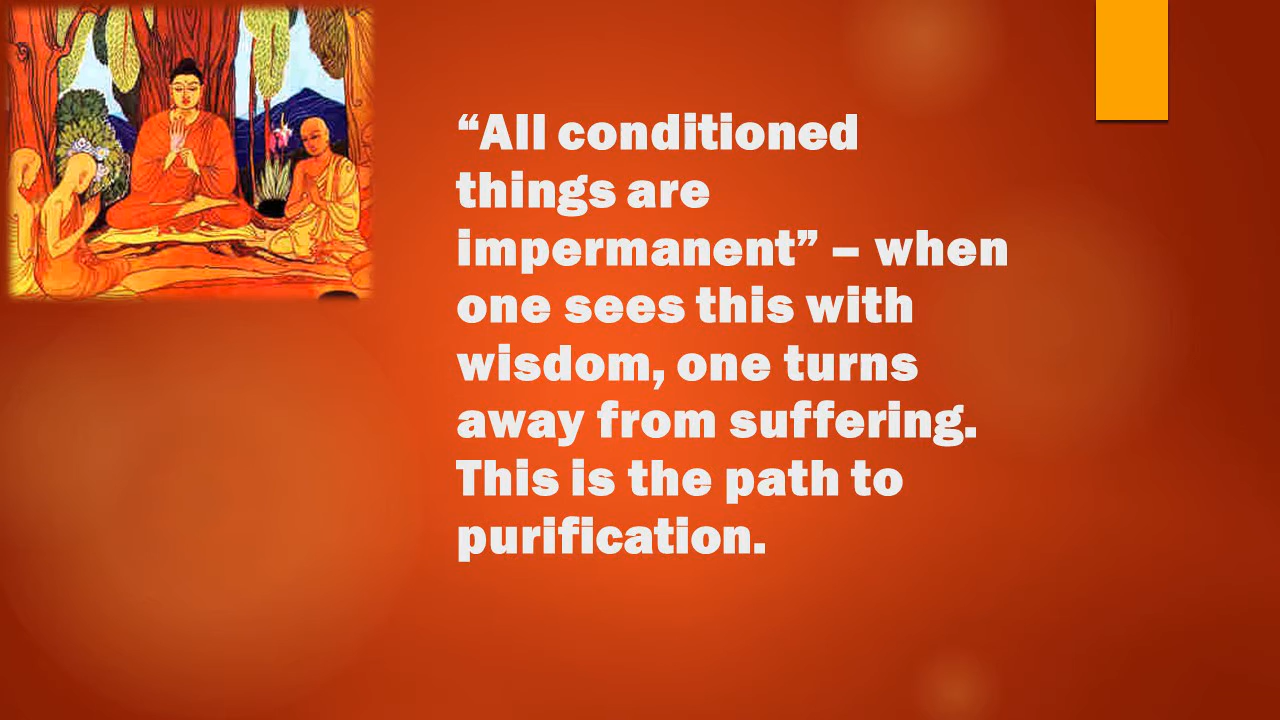 “All conditioned
things are
impermanent” – when
one sees this with
wisdom, one turns
away from suffering.
This is the path to
purification.